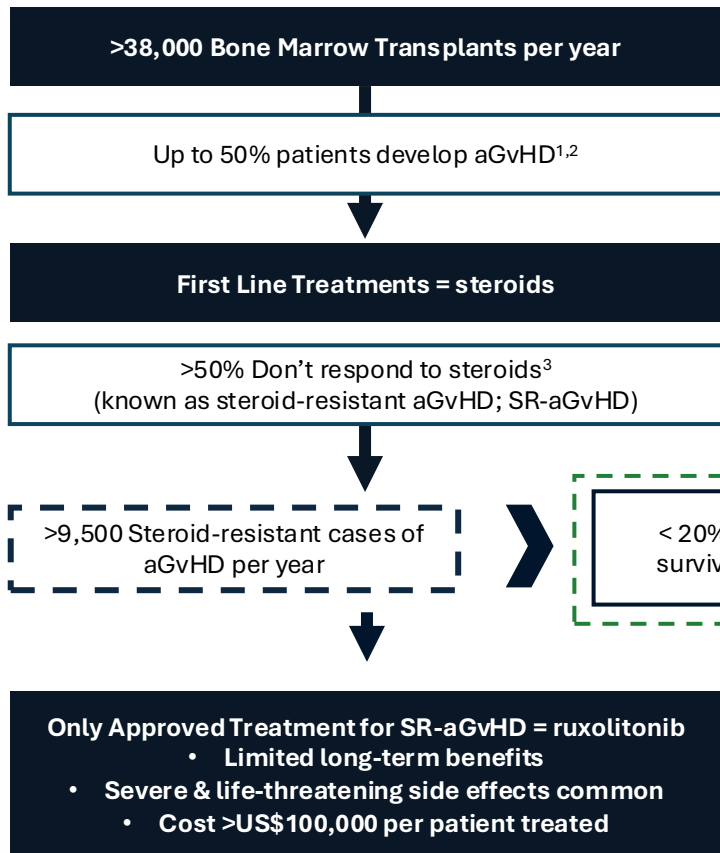 >38,000 Bone Marrow Transplants per year
Up to 50% patients develop aGvHD¹,²
First Line Treatments = steroids
>50% Don't respond to steroids³
(known as steroid-resistant aGvHD; SR-aGvHD)
>9,500 Steroid-resistant cases of
aGvHD per year
< 20%
surviv
Only Approved Treatment for SR-aGvHD = ruxolitonib
• Limited long-term benefits
• Severe & life-threatening side effects common
• Cost >US$100,000 per patient treated